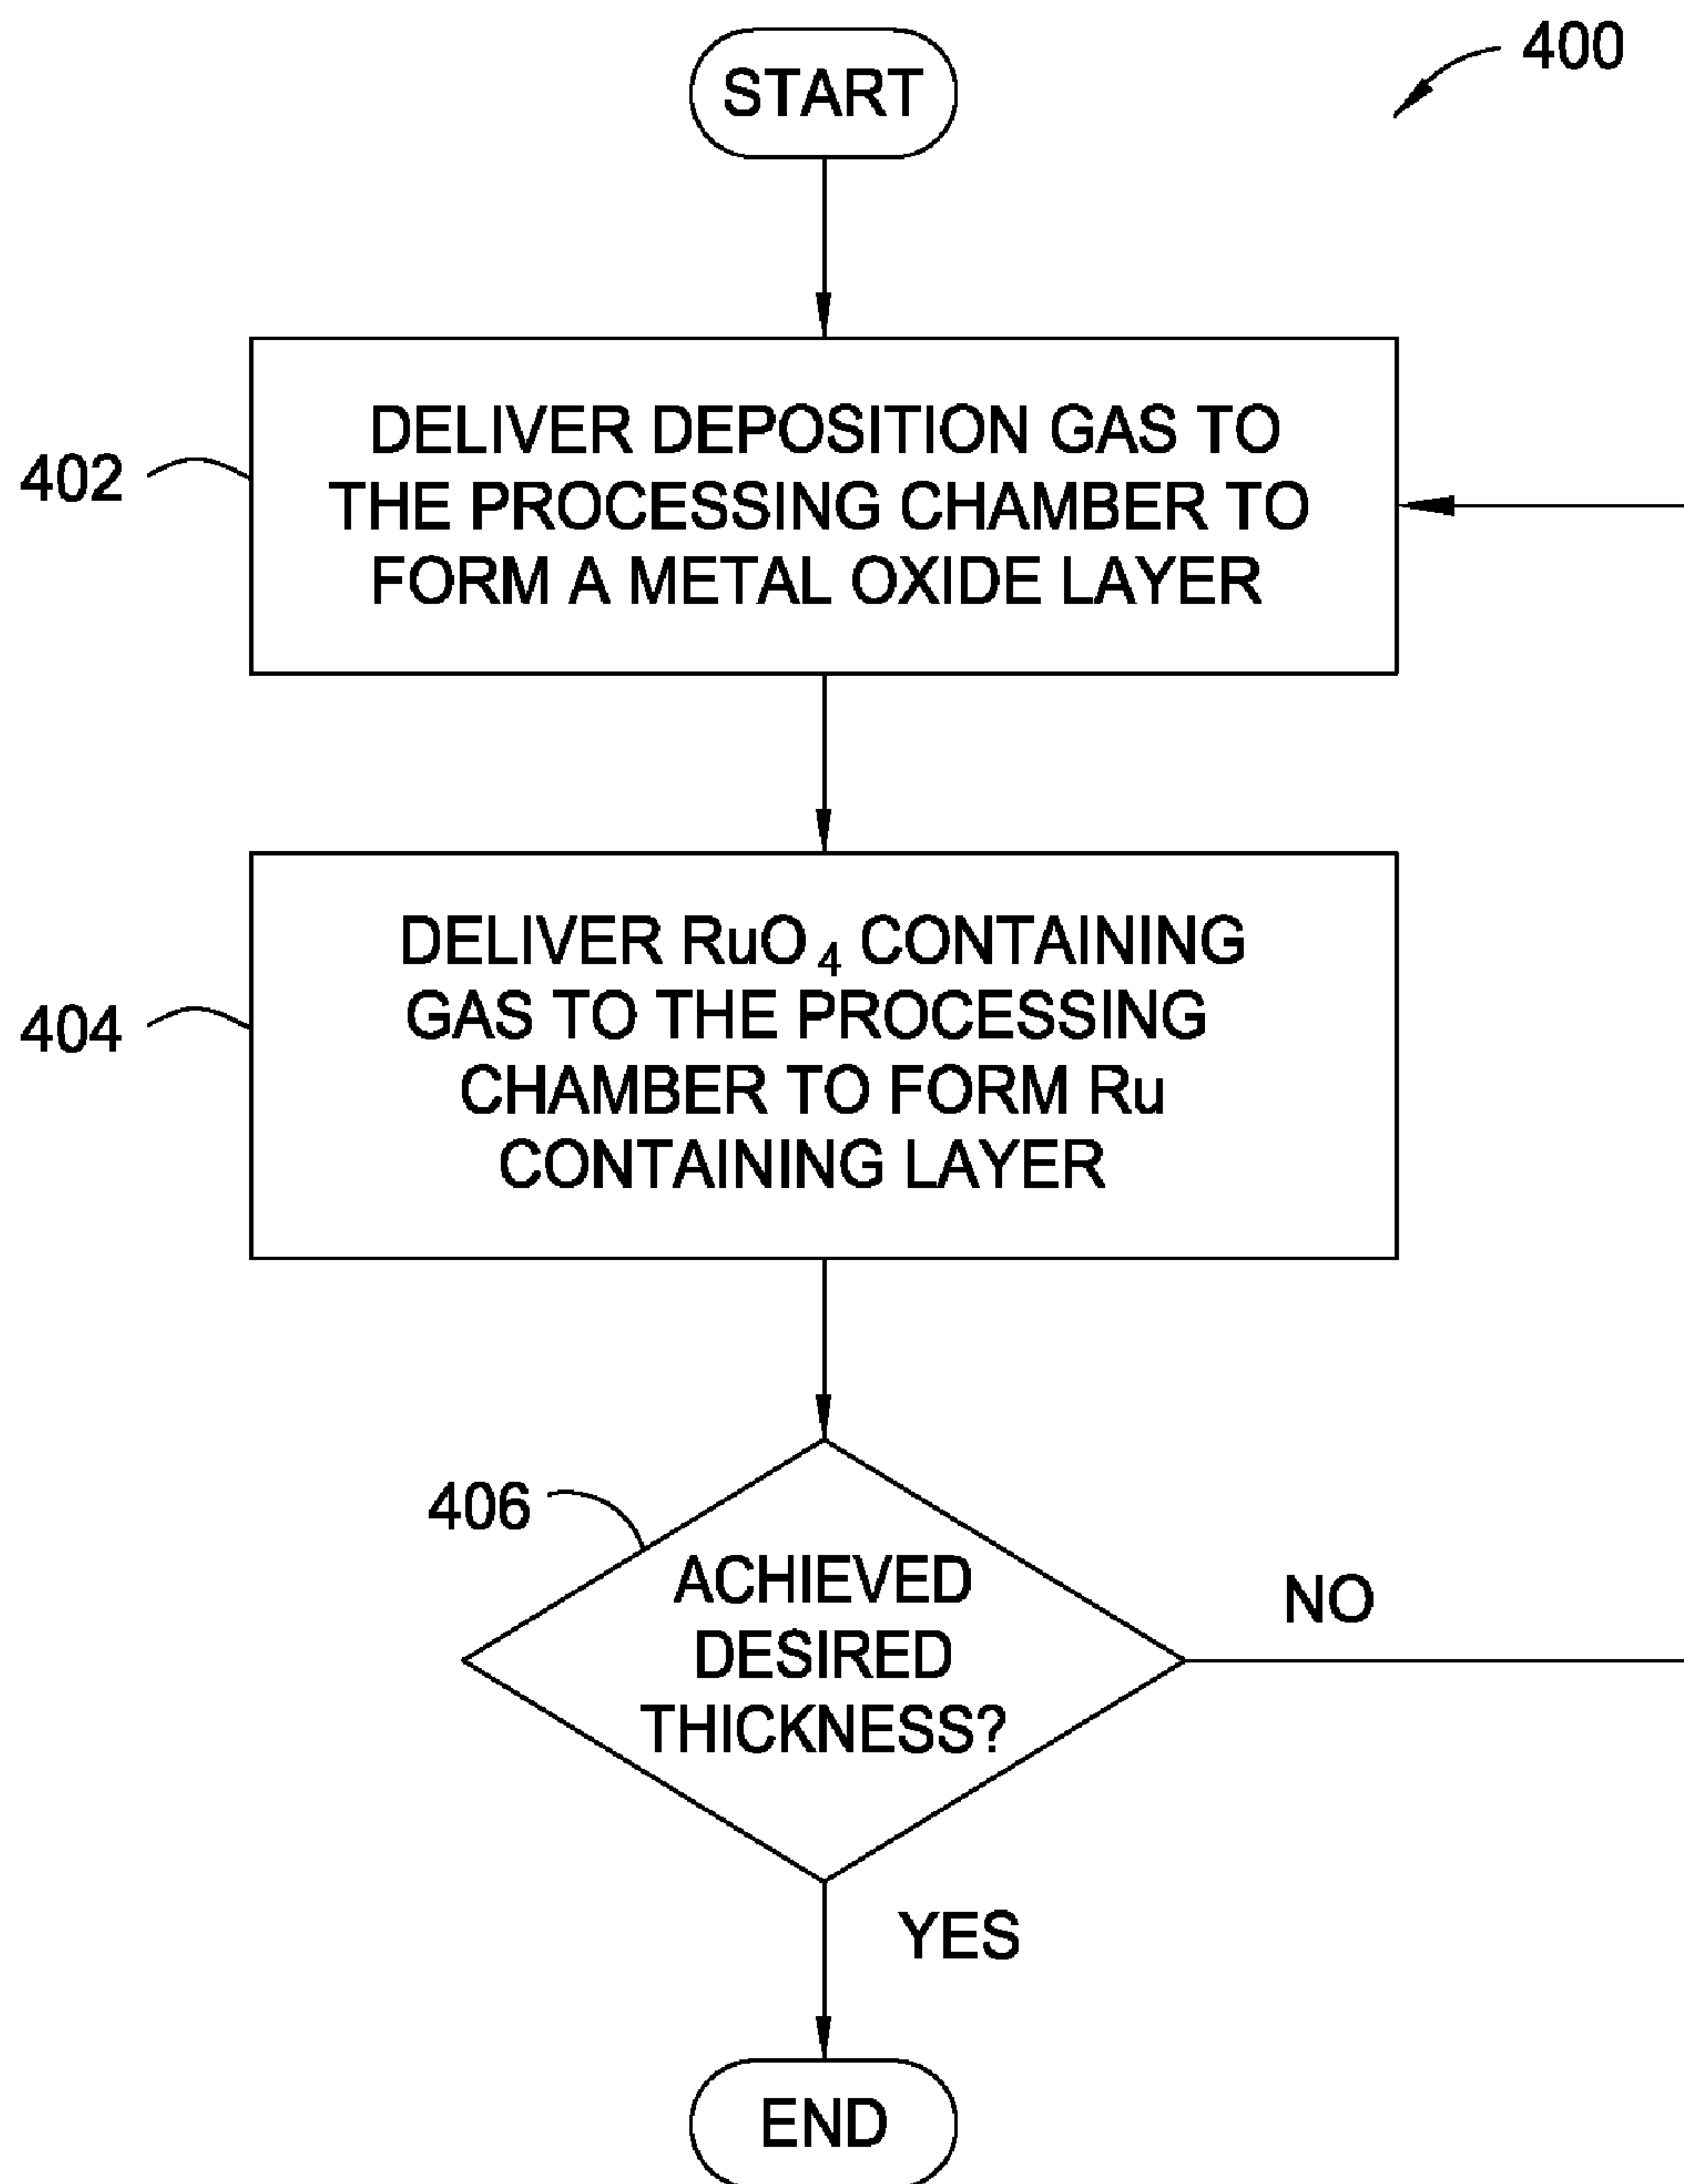 START
400
402
DELIVER DEPOSITION GAS TO
THE PROCESSING CHAMBER TO
FORM A METAL OXIDE LAYER
404
DELIVER RuO₄ CONTAINING
GAS TO THE PROCESSING
CHAMBER TO FORM Ru
CONTAINING LAYER
406
ACHIEVED
DESIRED
THICKNESS?
NO
YES
END